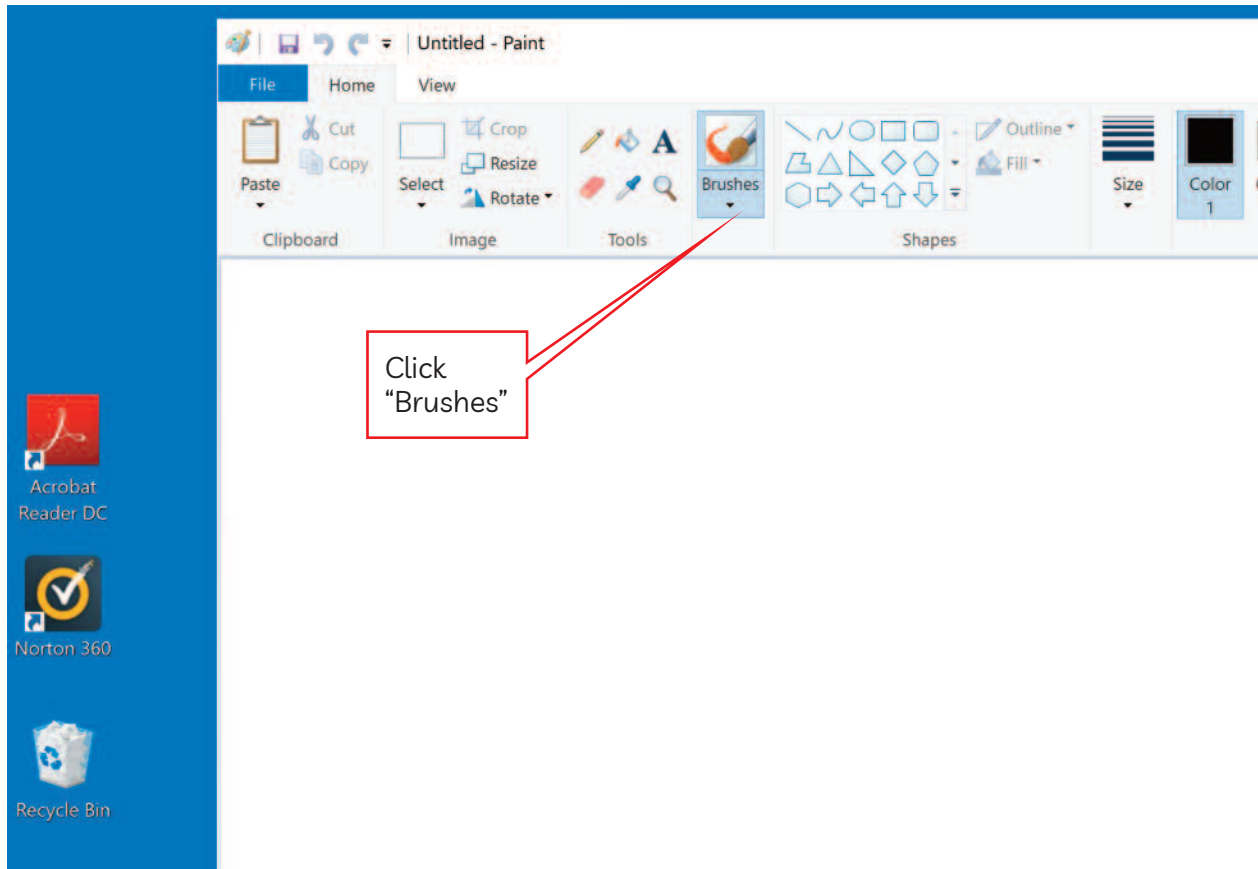 Untitled - Paint
File Home View
Paste
Cut
Copy
Clipboard
Select
Crop
Resize
Rotate
Image
A
Tools
Brushes
Outline
Fill
Shapes
Size
Color
1
Click
“Brushes”
Acrobat
Reader DC
Norton 360
Recycle Bin